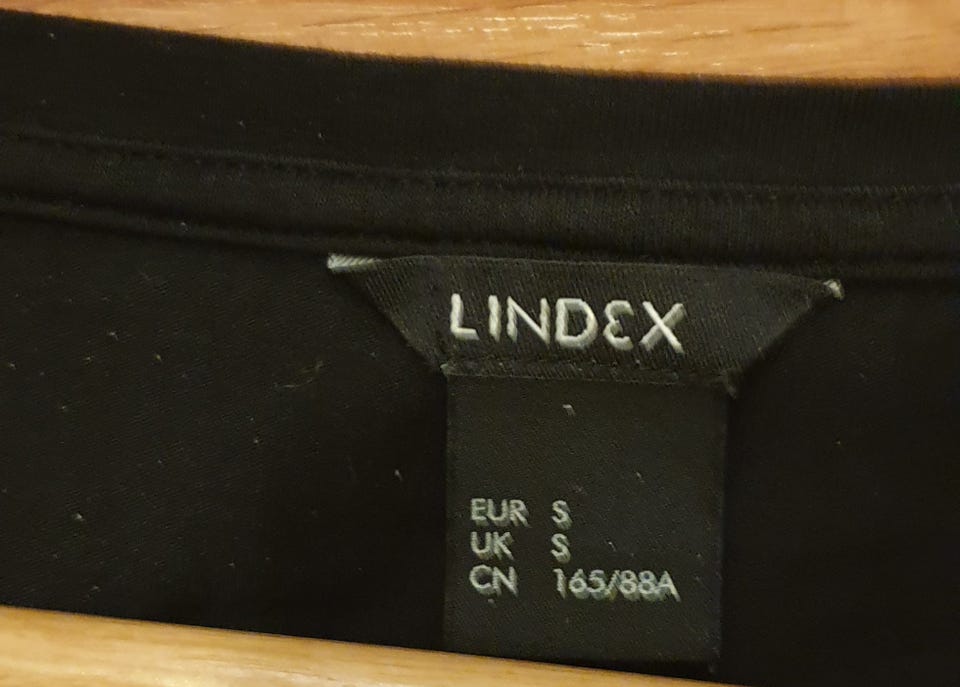 LINDEX
EUR S
UK S
CN 165/88A